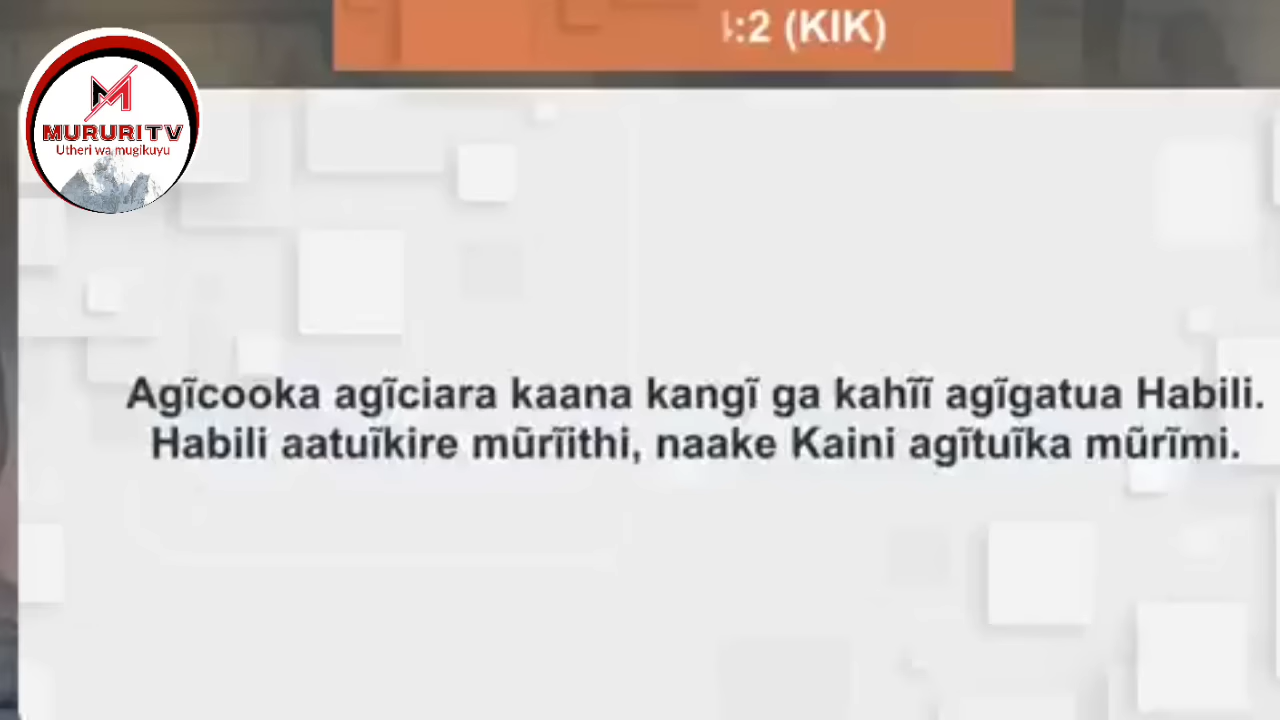 :2 (KIK)
MURURI TV
Utheri wa mugikuyu
Agĩcooka agĩciara kaana kangĩ ga kahĩĩ agĩgatua Habili.
Habili aatuĩkire mũrĩithi, naake Kaini agĩtuĩka mũrĩmi.